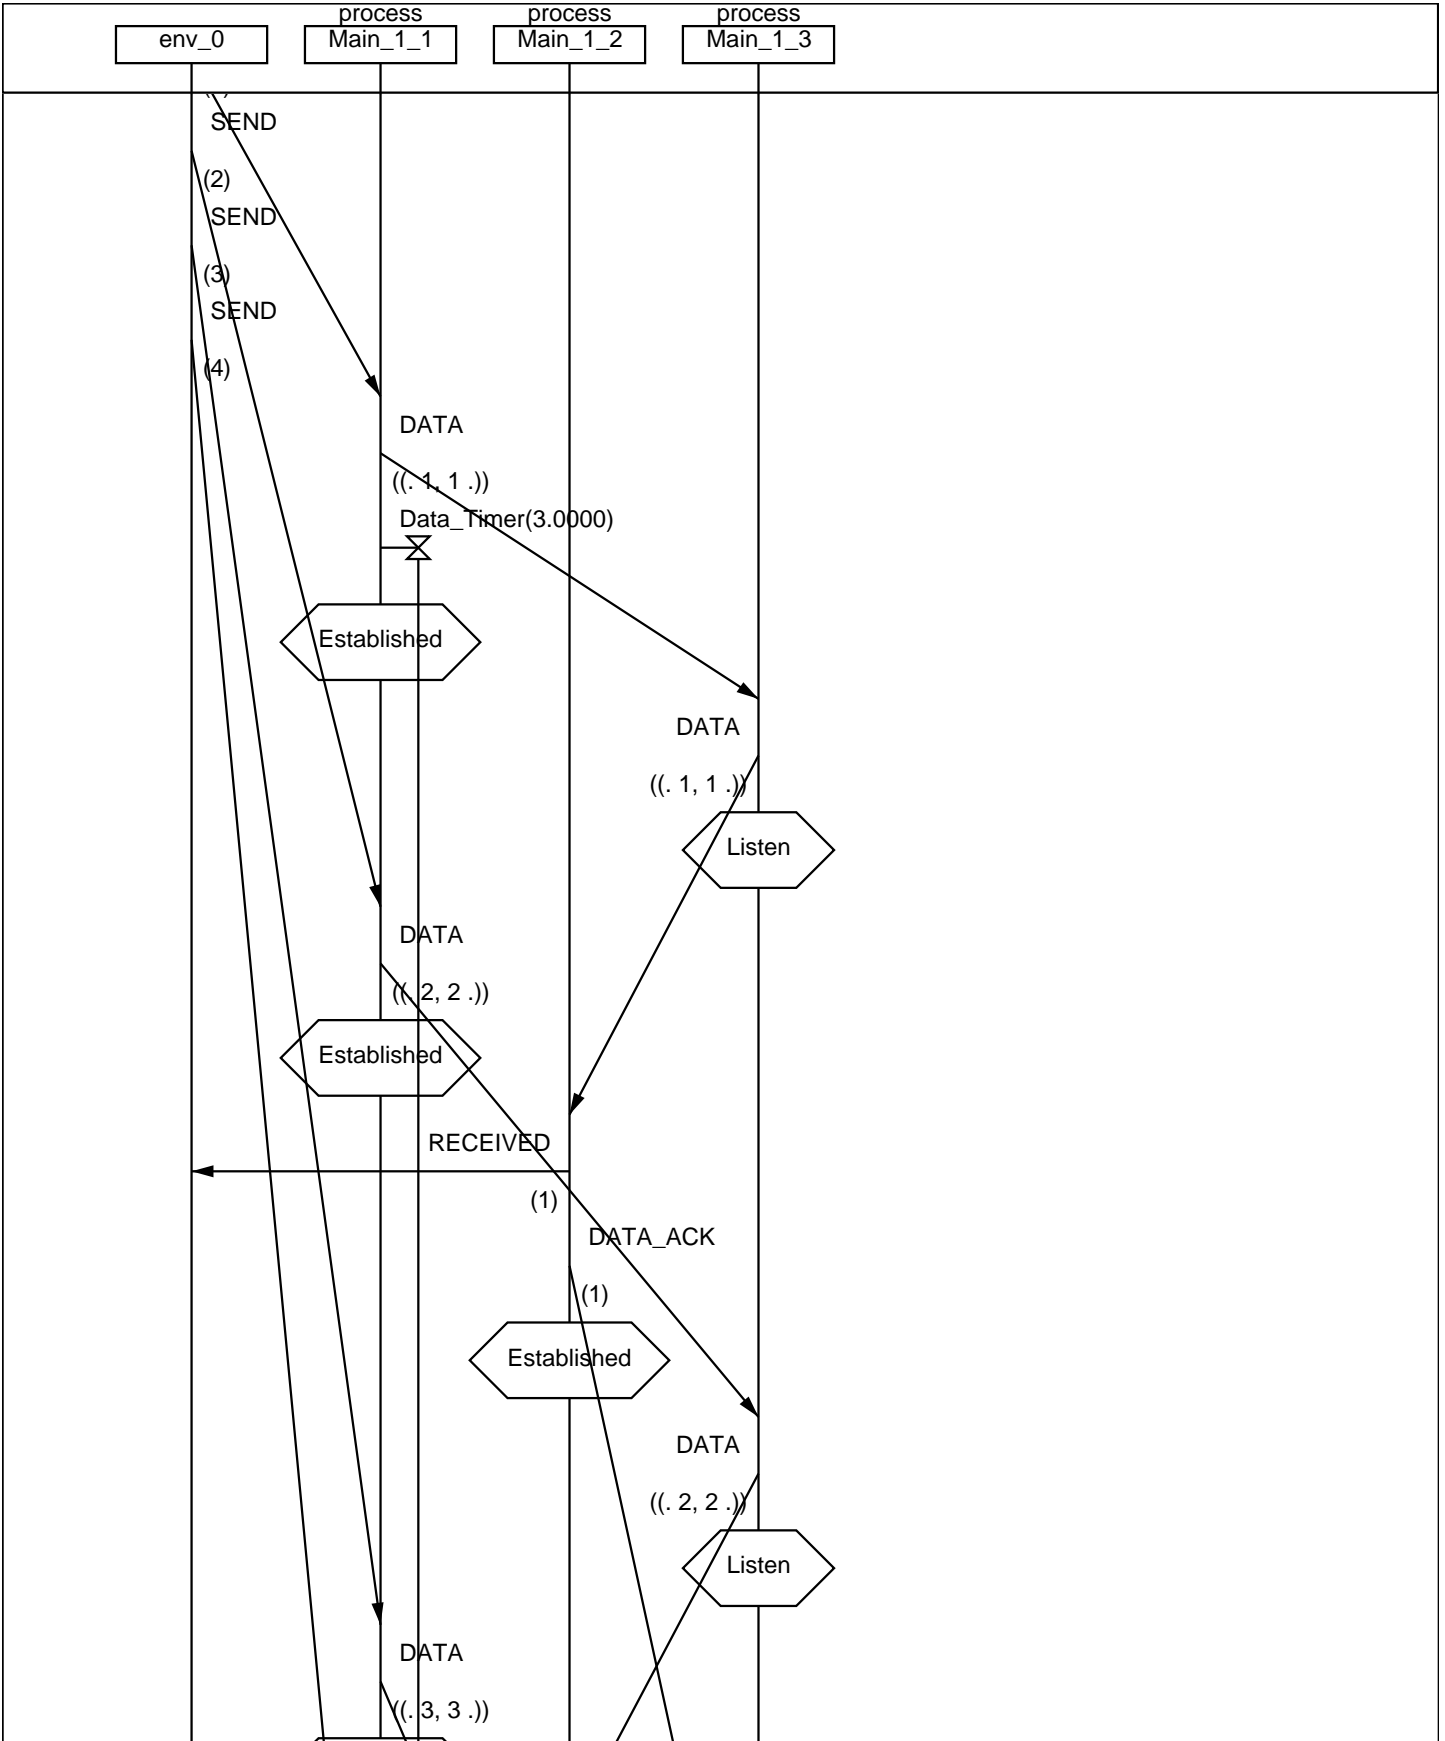 process process process
env_0 Main_1_1 Main_1_2 Main_1_3
SEND
(2)
SEND
(3)
SEND
(4)
DATA
((. 1, 1 .))
Data_Timer(3.0000)
Established
DATA
((. 1, 1 .))
Listen
DATA
((. 2, 2 .))
Established
RECEIVED
(1)
DATA_ACK
(1)
Established
DATA
((. 2, 2 .))
Listen
DATA
((. 3, 3 .))